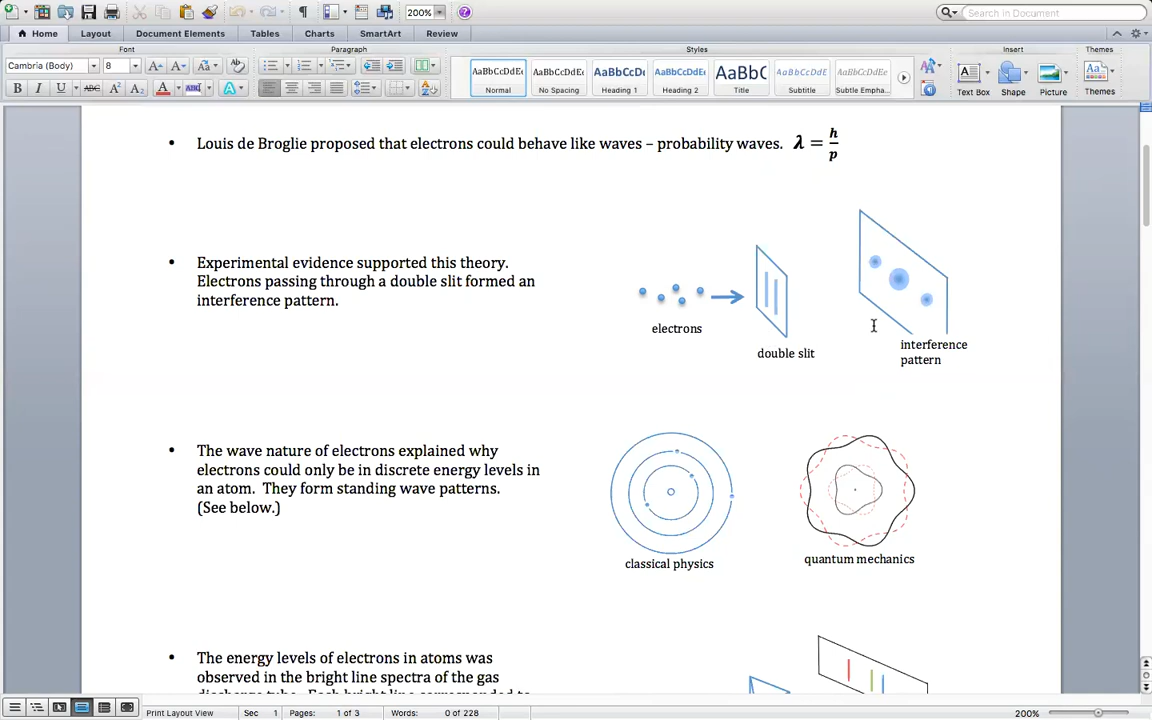 200%
Search in Document
Home Layout Document Elements Tables Charts SmartArt Review
Font Paragraph Styles Insert Themes
Cambria (Body) 8
AaBbCcDdEe AaBbCcDdEe AaBbCcDc AaBbCcDdEe AaBbC AaBbCcDdE AaBbCcDdEe
Normal No Spacing Heading 1 Heading 2 Title Subtitle Subtle Empha...
Text Box Shape Picture Themes
• Louis de Broglie proposed that electrons could behave like waves – probability waves. λ = h/p
• Experimental evidence supported this theory.
Electrons passing through a double slit formed an
interference pattern.
electrons
double slit
interference
pattern
• The wave nature of electrons explained why
electrons could only be in discrete energy levels in
an atom. They form standing wave patterns.
(See below.)
classical physics
quantum mechanics
• The energy levels of electrons in atoms was
observed in the bright line spectra of the gas
Print Layout View Sec 1 Pages: 1 of 3 Words: 0 of 228 200%